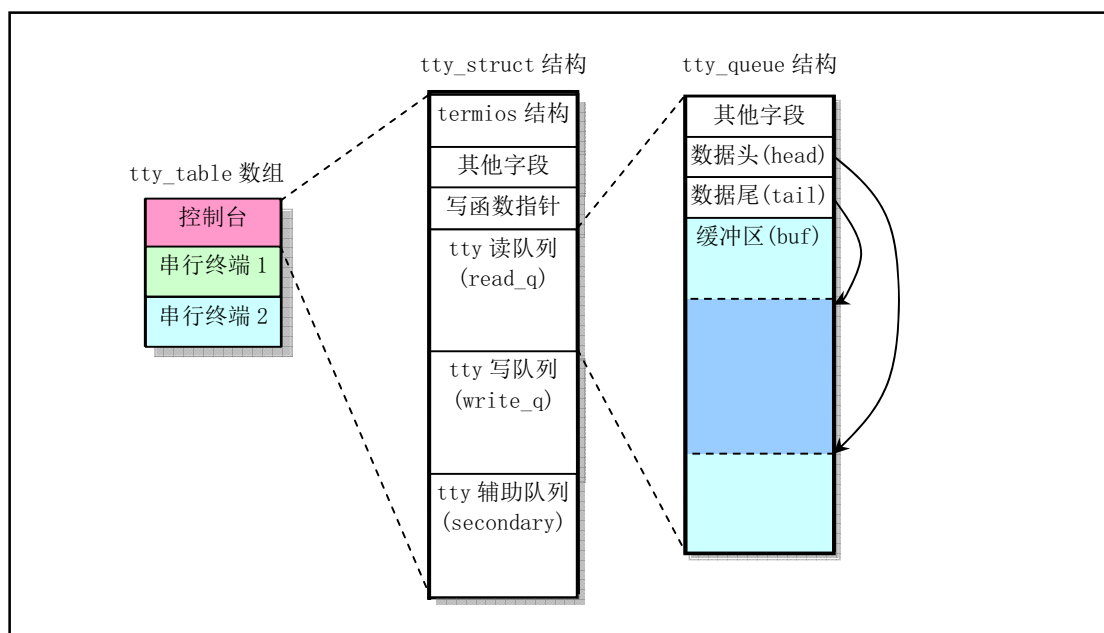 tty_struct 结构
tty_queue 结构
tty_table 数组
控制台
串行终端 1
串行终端 2
termios 结构
其他字段
写函数指针
tty 读队列
(read_q)
tty 写队列
(write_q)
tty 辅助队列
(secondary)
其他字段
数据头(head)
数据尾(tail)
缓冲区(buf)